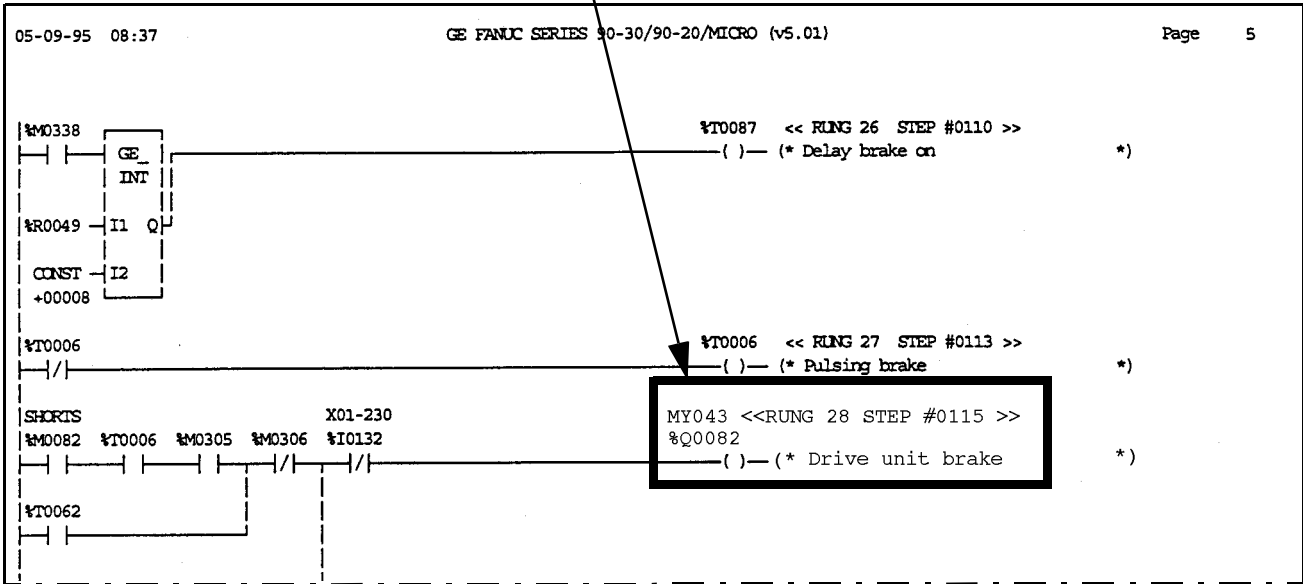 05-09-95 08:37 GE FANUC SERIES 90-30/90-20/MICRO (v5.01) Page 5
%M0338 %T0087 << RUNG 26 STEP #0110 >>
GE_ ( ) (* Delay brake on *)
INT
%R0049 I1 Q
CONST I2
+00008
%T0006 %T0006 << RUNG 27 STEP #0113 >>
/ ( ) (* Pulsing brake *)
SHORTS X01-230 MY043 <<RUNG 28 STEP #0115 >>
%M0082 %T0006 %M0305 %M0306 %I0132 %Q0082
/ / ( ) (* Drive unit brake *)
%T0062